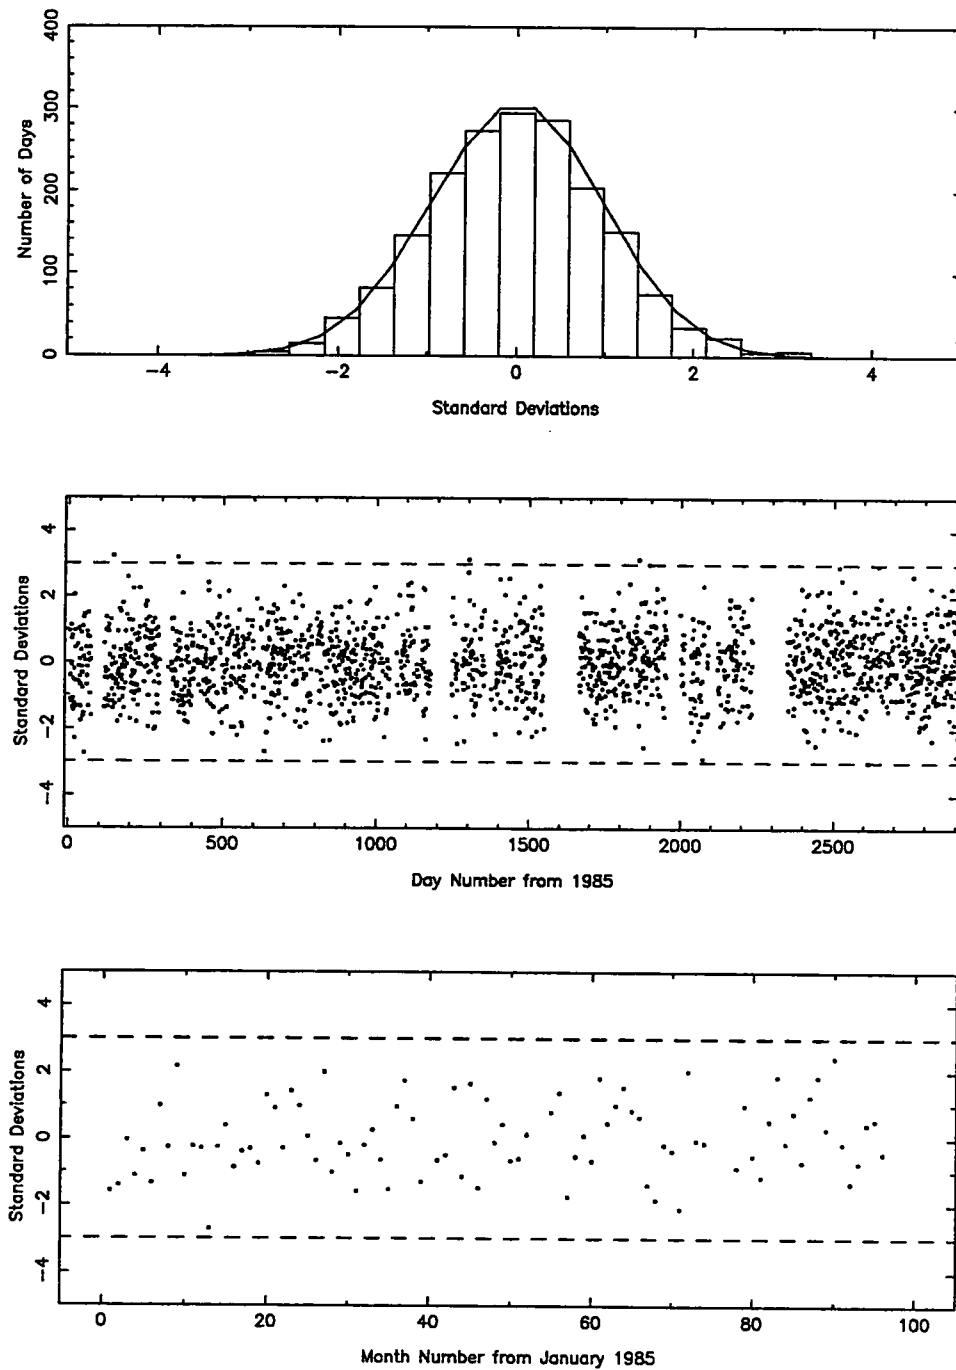 400
300
200
100
0
Number of Days
-4 -2 0 2 4
Standard Deviations
4
2
0
-2
-4
Standard Deviations
0 500 1000 1500 2000 2500
Day Number from 1985
4
2
0
-2
-4
Standard Deviations
0 20 40 60 80 100
Month Number from January 1985